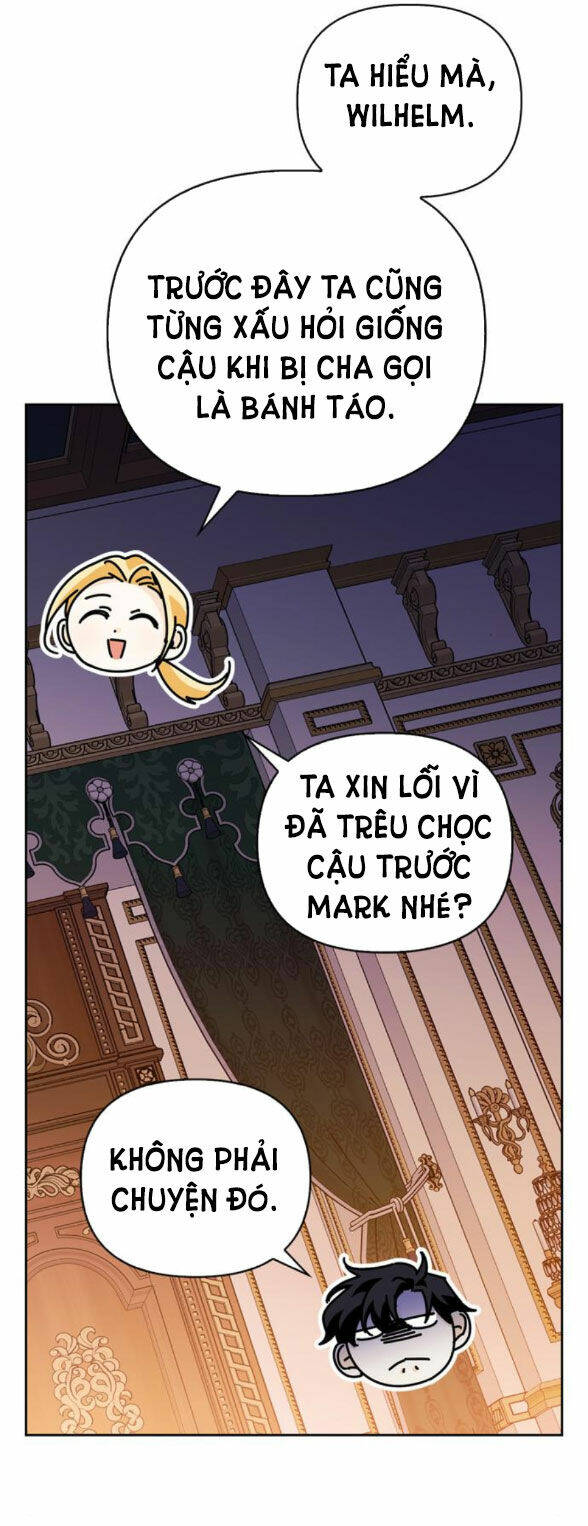 TA HIỂU MÀ,
WILHELM.
TRƯỚC ĐÂY TA CŨNG
TỪNG XẤU HỎI GIỐNG
CẬU KHI BỊ CHA GỌI
LÀ BÁNH TÁO.
TA XIN LỖI VÌ
ĐÃ TRÊU CHỌC
CẬU TRƯỚC
MARK NHÉ?
KHÔNG PHẢI
CHUYỆN ĐÓ.